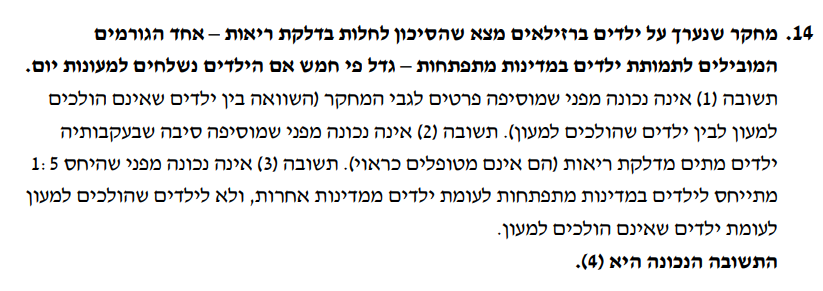 14. מחקר שנערך על ילדים ברזילאים מצא שהסיכון לחלות בדלקת ריאות – אחד הגורמים
המובילים לתמותת ילדים במדינות מתפתחות – גדל פי חמש אם הילדים נשלחים למעונות יום.
תשובה (1) אינה נכונה מפני שמוסיפה פרטים לגבי המחקר (השוואה בין ילדים שאינם הולכים
למעון לבין ילדים שהולכים למעון). תשובה (2) אינה נכונה מפני שמוסיפה סיבה שבעקבותיה
ילדים מתים מדלקת ריאות (הם אינם מטופלים כראוי). תשובה (3) אינה נכונה מפני שהיחס 1:5
מתייחס לילדים במדינות מתפתחות לעומת ילדים ממדינות אחרות, ולא לילדים שהולכים למעון
לעומת ילדים שאינם הולכים למעון.
התשובה הנכונה היא (4).